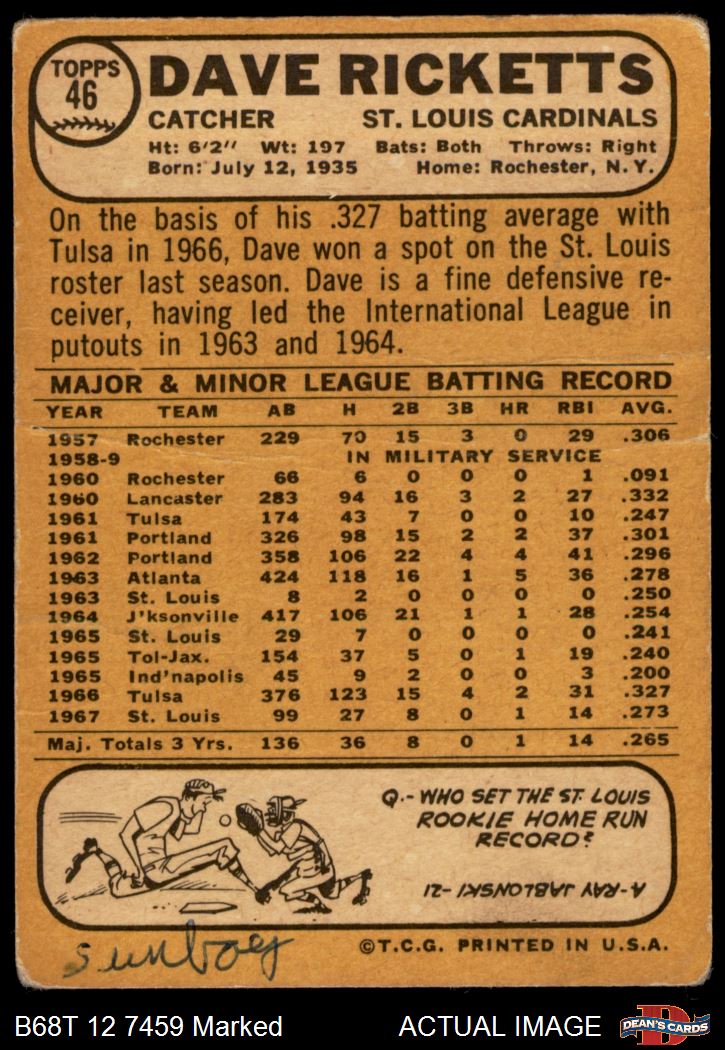 TOPPS
46
DAVE RICKETTS
CATCHER ST. LOUIS CARDINALS
Ht: 6'2" Wt: 197 Bats: Both Throws: Right
Born: July 12, 1935 Home: Rochester, N. Y.
On the basis of his .327 batting average with
Tulsa in 1966, Dave won a spot on the St. Louis
roster last season. Dave is a fine defensive re-
ceiver, having led the International League in
putouts in 1963 and 1964.
MAJOR & MINOR LEAGUE BATTING RECORD
YEAR TEAM AB H 2B 3B HR RBI AVG.
1957 Rochester 229 70 15 3 0 29 .306
1958-9 IN MILITARY SERVICE
1960 Rochester 66 6 0 0 0 1 .091
1960 Lancaster 283 94 16 3 2 27 .332
1961 Tulsa 174 43 7 0 0 10 .247
1961 Portland 326 98 15 2 2 37 .301
1962 Portland 358 106 22 4 4 41 .296
1963 Atlanta 424 118 16 1 5 36 .278
1963 St. Louis 8 2 0 0 0 0 .250
1964 J'ksonville 417 106 21 1 1 28 .254
1965 St. Louis 29 7 0 0 0 0 .241
1965 Tol-Jax. 154 37 5 0 1 19 .240
1965 Ind'napolis 45 9 2 0 0 3 .200
1966 Tulsa 376 123 15 4 2 31 .327
1967 St. Louis 99 27 8 0 1 14 .273
Maj. Totals 3 Yrs. 136 36 8 0 1 14 .265
Q.- WHO SET THE ST. LOUIS
ROOKIE HOME RUN
RECORD?
A-RAY JABLONSKI-21
sunboy
©T.C.G. PRINTED IN U.S.A.
B68T 12 7459 Marked ACTUAL IMAGE
D
DEAN'S CARDS